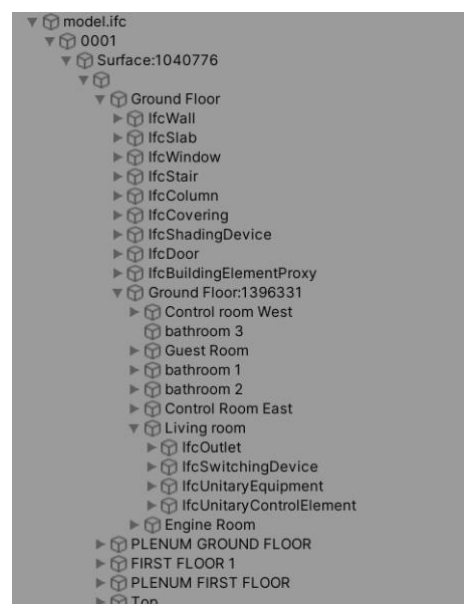 model.ifc
0001
Surface:1040776
Ground Floor
IfcWall
IfcSlab
IfcWindow
IfcStair
IfcColumn
IfcCovering
IfcShadingDevice
IfcDoor
IfcBuildingElementProxy
Ground Floor:1396331
Control room West
bathroom 3
Guest Room
bathroom 1
bathroom 2
Control Room East
Living room
IfcOutlet
IfcSwitchingDevice
IfcUnitaryEquipment
IfcUnitaryControlElement
Engine Room
PLENUM GROUND FLOOR
FIRST FLOOR 1
PLENUM FIRST FLOOR
Top